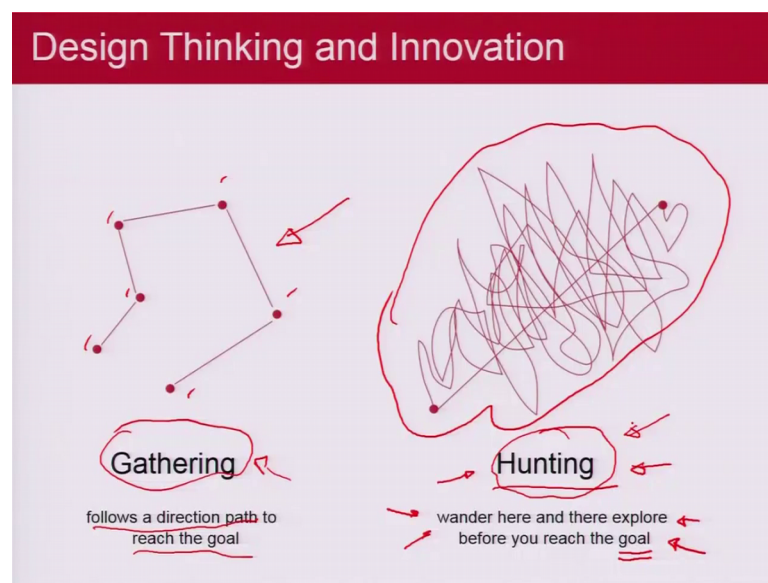 Design Thinking and Innovation
Gathering
follows a direction path to
reach the goal
Hunting
wander here and there explore
before you reach the goal